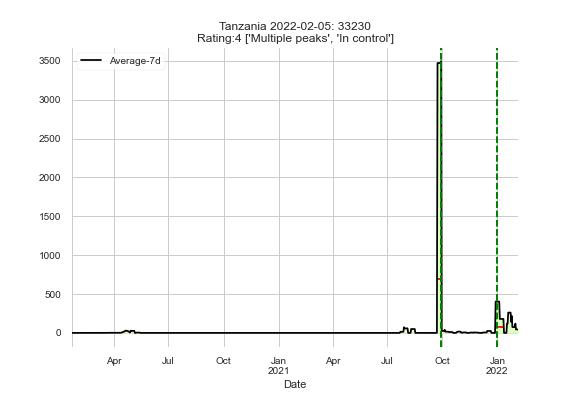 Tanzania 2022-02-05: 33230
Rating:4 ['Multiple peaks', 'In control']
Average-7d
3500
3000
2500
2000
1500
1000
500
0
Apr Jul Oct Jan Apr Jul Oct Jan
2021 2022
Date